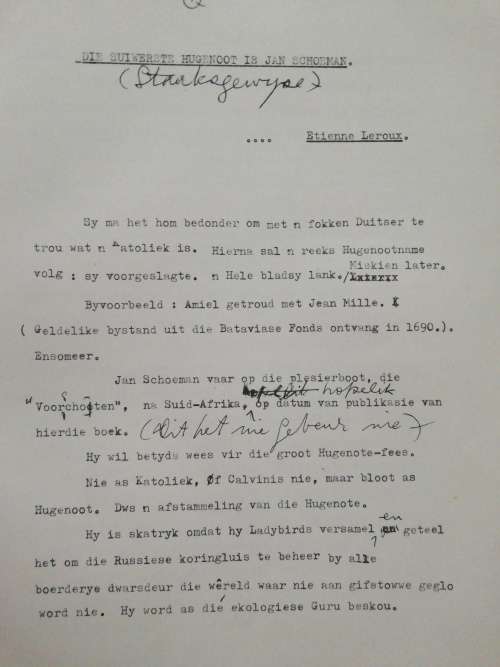 DIE SUIWERSTE HUGENOOT IS JAN SCHOEMAN.
(Staaksgewyse)
.... Etienne Leroux.
Sy ma het hom bedonder om met n fokken Duitser te
trou wat n Katoliek is. Hierna sal n reeks Hugenootname
volg : sy voorgeslagte. n Hele bladsy lank./ Miskien later.
Byvoorbeeld : Amiel getroud met Jean Mille.
( Geldelike bystand uit die Bataviase Fonds ontvang in 1690.).
Ensomeer.
Jan Schoeman vaar op die plesierboot, die
hopelik
"Voorschoten", na Suid-Afrika, op datum van publikasie van
hierdie boek. (Dit het nie gebeur nie)
Hy wil betyds wees vir die groot Hugenote-fees.
Nie as Katoliek, Of Calvinis nie, maar bloot as
Hugenoot. Dws n afstammeling van die Hugenote.
Hy is skatryk omdat hy Ladybirds versamel en geteel
het om die Russiese koringluis te beheer by alle
boerderye dwarsdeur die wêreld waar nie aan gifstowwe geglo
word nie. Hy word as dié ekologiese Guru beskou.